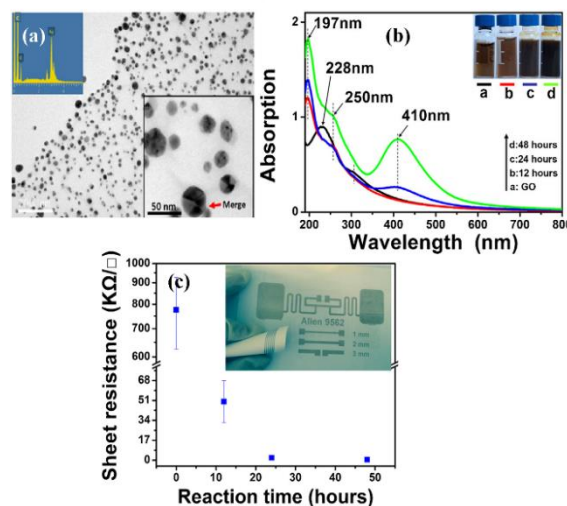 (a)
Merge
50 nm
(b)
2
1
0
Absorption
197nm
228nm
250nm
410nm
a b c d
d:48 hours
c:24 hours
b:12 hours
a: GO
200 300 400 500 600 700 800
Wavelength (nm)
(c)
1000
900
800
700
600
68
51
34
17
0
Sheet resistance (KΩ/□)
Alien 9562
1 mm
2 mm
3 mm
0 10 20 30 40 50
Reaction time (hours)